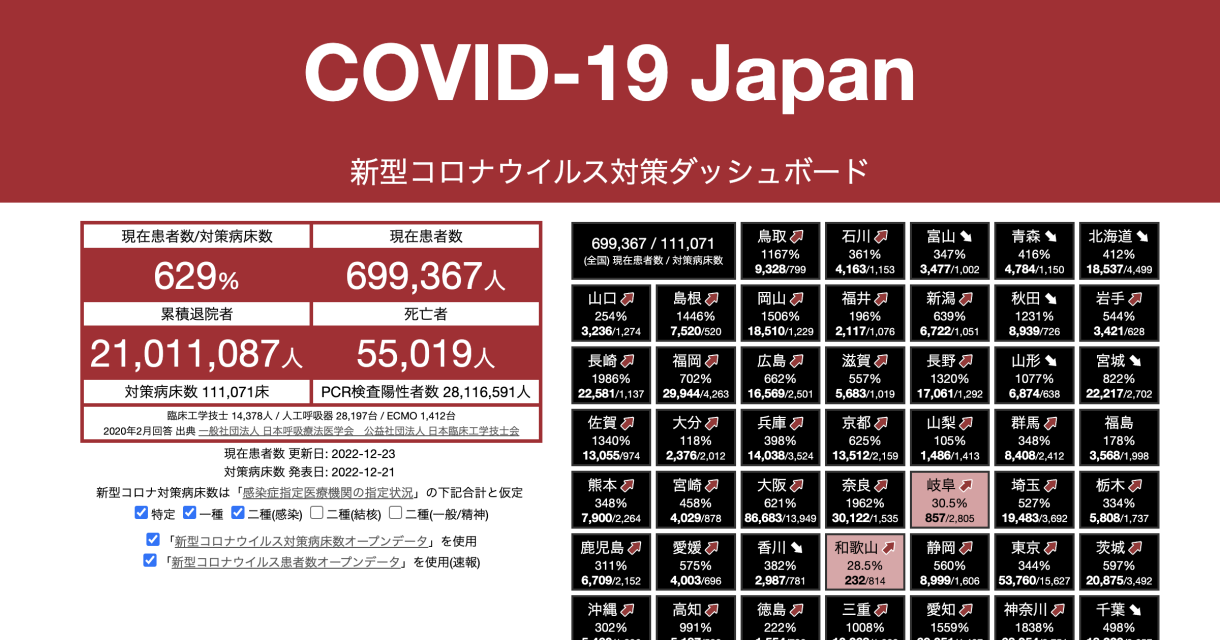 COVID-19 Japan
新型コロナウイルス対策ダッシュボード
現在患者数/対策病床数
現在患者数
629%
699,367人
累積退院者
死亡者
21,011,087人
55,019人
対策病床数 111,071床
PCR検査陽性者数 28,116,591人
臨床工学技士 14,378人 / 人工呼吸器 28,197台 / ECMO 1,412台
2020年2月回答 出典 一般社団法人 日本呼吸療法医学会　公益社団法人 日本臨床工学技士会
現在患者数 更新日: 2022-12-23
対策病床数 発表日: 2022-12-21
新型コロナ対策病床数は「感染症指定医療機関の指定状況」の下記合計と仮定
特定 一種 二種(感染) 二種(結核) 二種(一般/精神)
「新型コロナウイルス対策病床数オープンデータ」を使用
「新型コロナウイルス患者数オープンデータ」を使用(速報)
699,367 / 111,071
(全国) 現在患者数 / 対策病床数
鳥取
1167%
9,328/799
石川
361%
4,163/1,153
富山
347%
3,477/1,002
青森
416%
4,784/1,150
北海道
412%
18,537/4,499
山口
254%
3,236/1,274
島根
1446%
7,520/520
岡山
1506%
18,510/1,229
福井
196%
2,117/1,076
新潟
639%
6,722/1,051
秋田
1231%
8,939/726
岩手
544%
3,421/628
長崎
1986%
22,581/1,137
福岡
702%
29,944/4,263
広島
662%
16,569/2,501
滋賀
557%
5,683/1,019
長野
1320%
17,061/1,292
山形
1077%
6,874/638
宮城
822%
22,217/2,702
佐賀
1340%
13,055/974
大分
118%
2,376/2,012
兵庫
398%
14,038/3,524
京都
625%
13,512/2,159
山梨
105%
1,486/1,413
群馬
348%
8,408/2,412
福島
178%
3,568/1,998
熊本
348%
7,900/2,264
宮崎
458%
4,029/878
大阪
621%
86,683/13,949
奈良
1962%
30,122/1,535
岐阜
30.5%
857/2,805
埼玉
527%
19,483/3,692
栃木
334%
5,808/1,737
鹿児島
311%
6,709/2,152
愛媛
575%
4,003/696
香川
382%
2,987/781
和歌山
28.5%
232/814
静岡
560%
8,999/1,606
東京
344%
53,760/15,627
茨城
597%
20,875/3,492
沖縄
302%
高知
991%
徳島
222%
三重
1008%
愛知
1559%
神奈川
1838%
千葉
498%